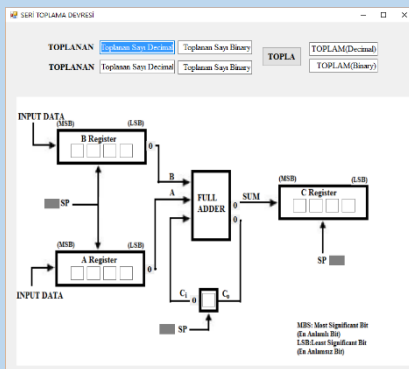 SERİ TOPLAMA DEVRESİ
TOPLANAN Toplanan Sayı Decimal Toplanan Sayı Binary TOPLA TOPLAM(Decimal)
TOPLANAN Toplanan Sayı Decimal Toplanan Sayı Binary TOPLAM(Binary)
INPUT DATA (MSB) (LSB)
B Register
0
B
A
SP
FULL
ADDER
0
0
SUM
(MSB) (LSB)
C Register
SP
(MSB) (LSB)
A Register
0
INPUT DATA
Ci 0 Co
SP
MBS: Most Significant Bit
(En Anlamlı Bit)
LSB:Least Significant Bit
(En Anlamsız Bit)